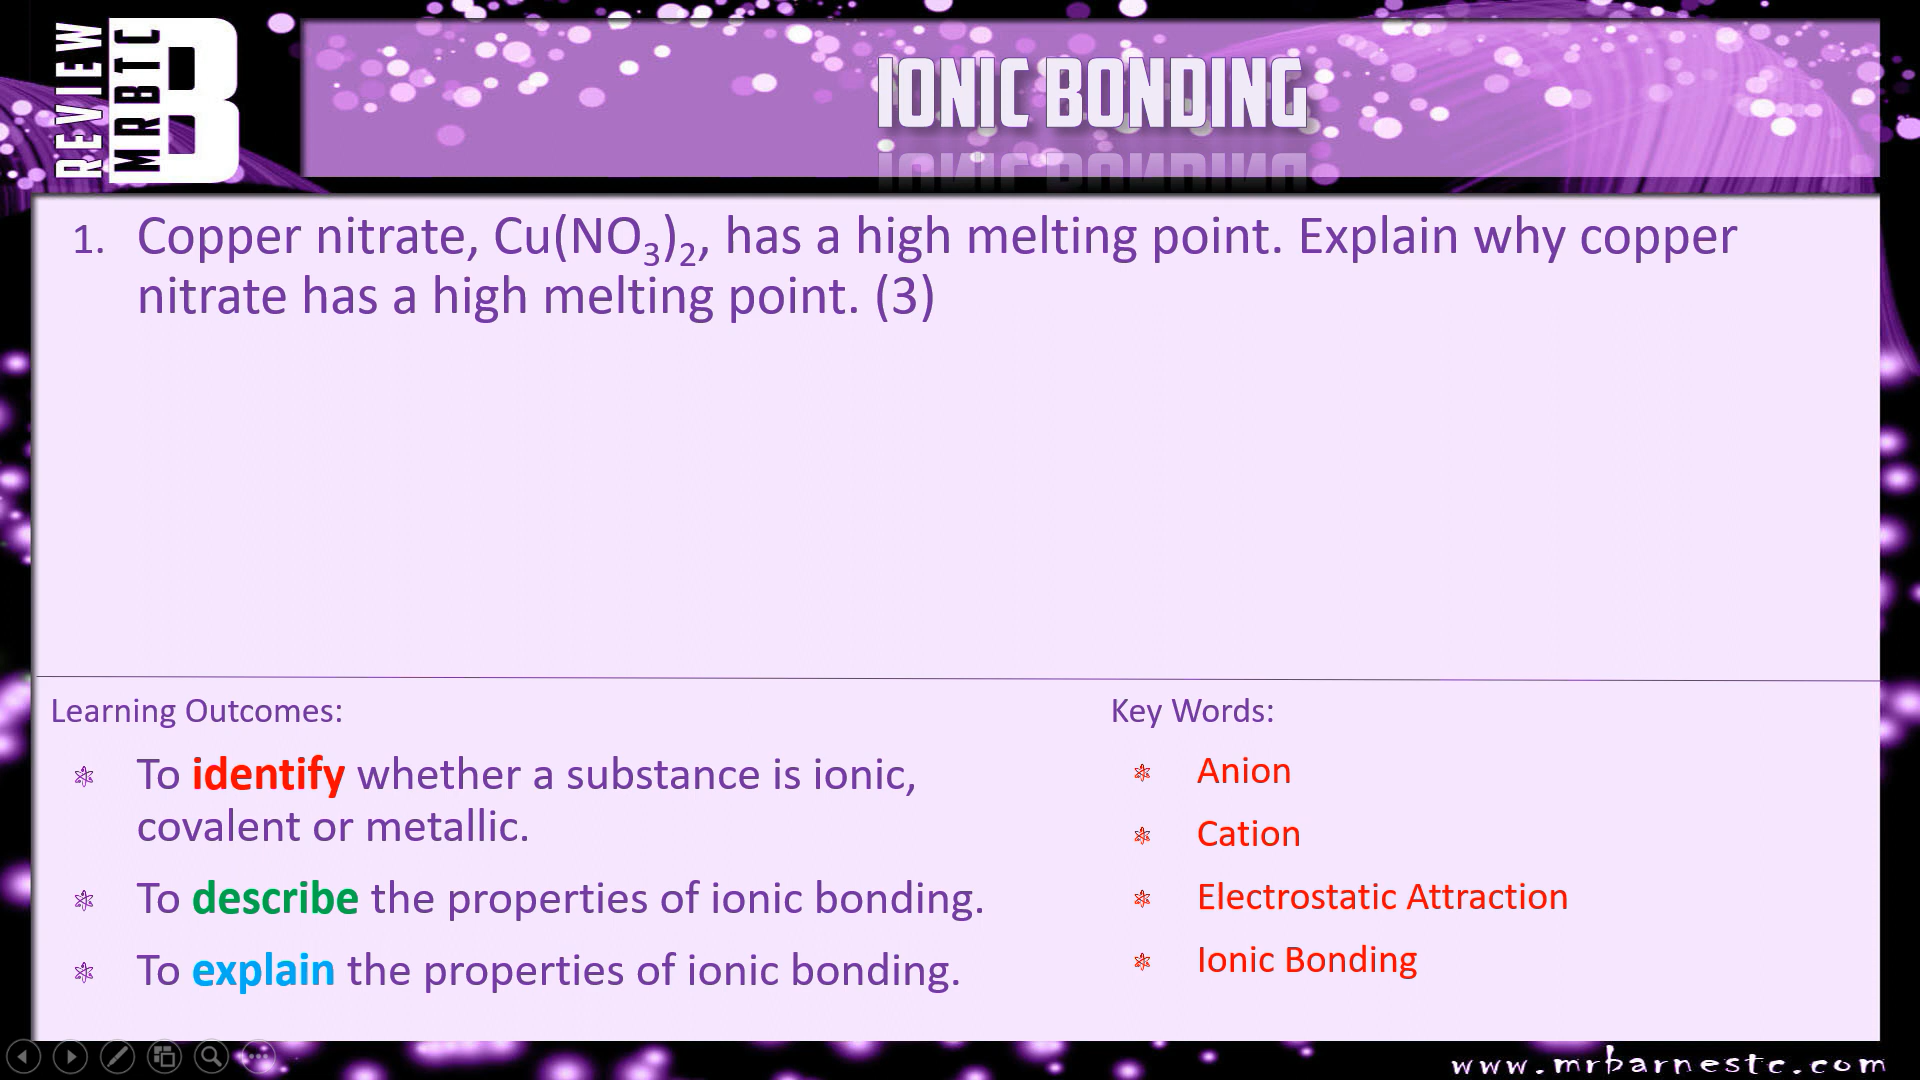 REVIEW
MRBTC
B
IONIC BONDING
1. Copper nitrate, Cu(NO₃)₂, has a high melting point. Explain why copper
nitrate has a high melting point. (3)
Learning Outcomes:
To identify whether a substance is ionic,
covalent or metallic.
To describe the properties of ionic bonding.
To explain the properties of ionic bonding.
Key Words:
Anion
Cation
Electrostatic Attraction
Ionic Bonding
www.mrbarnestc.com